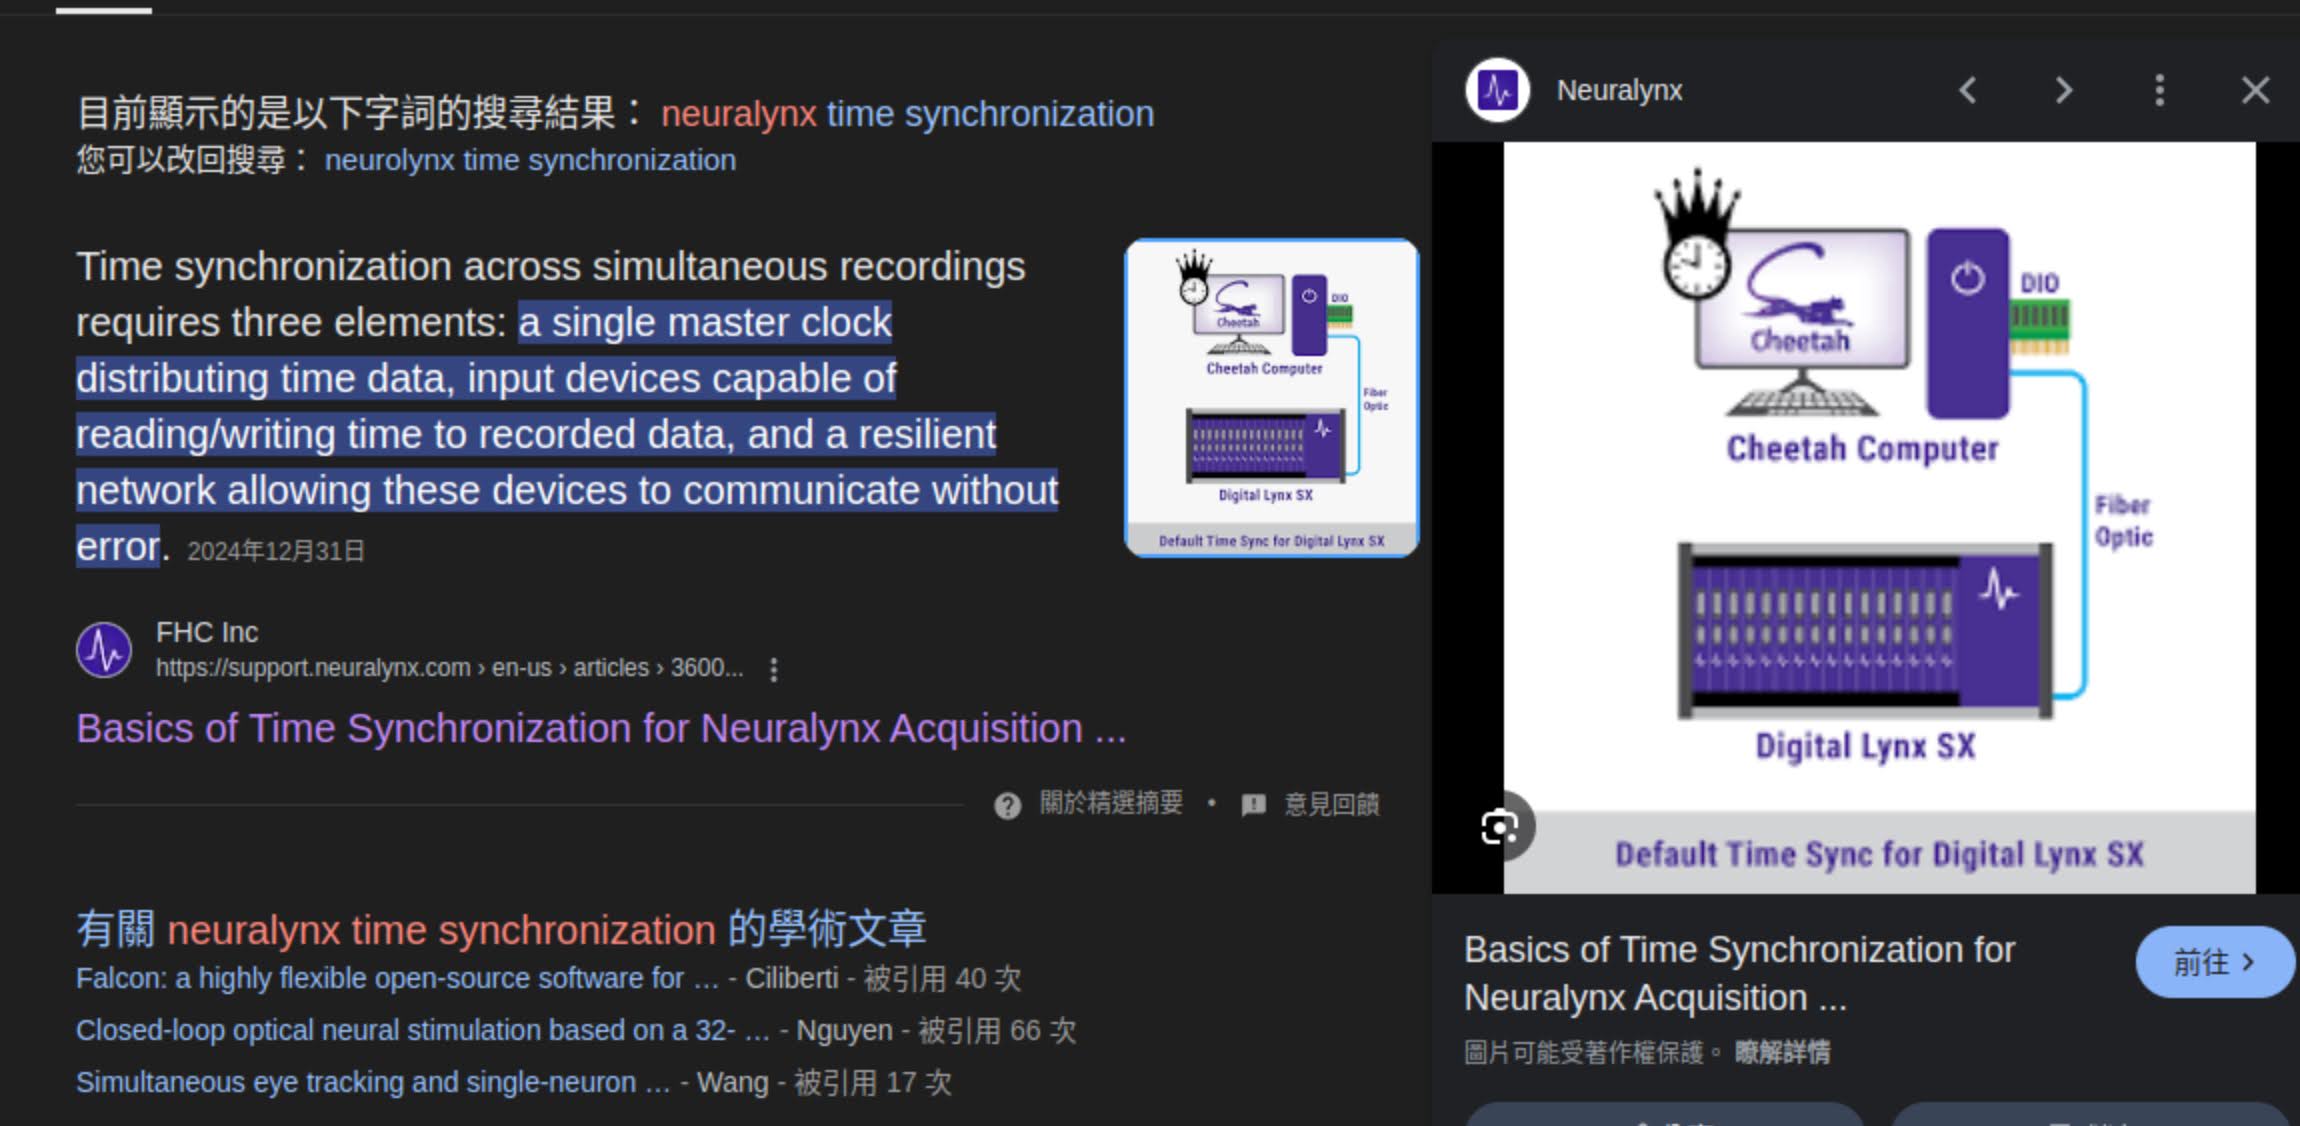 目前顯示的是以下字詞的搜尋結果： neuralynx time synchronization
您可以改回搜尋： neurolynx time synchronization
Time synchronization across simultaneous recordings
requires three elements: a single master clock
distributing time data, input devices capable of
reading/writing time to recorded data, and a resilient
network allowing these devices to communicate without
error. 2024年12月31日
Cheetah
DIO
Cheetah Computer
Fiber
Optic
Digital Lynx SX
Default Time Sync for Digital Lynx SX
FHC Inc
https://support.neuralynx.com › en-us › articles › 3600...
Basics of Time Synchronization for Neuralynx Acquisition ...
關於精選摘要 • 意見回饋
有關 neuralynx time synchronization 的學術文章
Falcon: a highly flexible open-source software for ... - Ciliberti - 被引用 40 次
Closed-loop optical neural stimulation based on a 32- ... - Nguyen - 被引用 66 次
Simultaneous eye tracking and single-neuron ... - Wang - 被引用 17 次
Neuralynx
Cheetah
DIO
Cheetah Computer
Fiber
Optic
Digital Lynx SX
Default Time Sync for Digital Lynx SX
Basics of Time Synchronization for
Neuralynx Acquisition ...
前往
圖片可能受著作權保護。 瞭解詳情